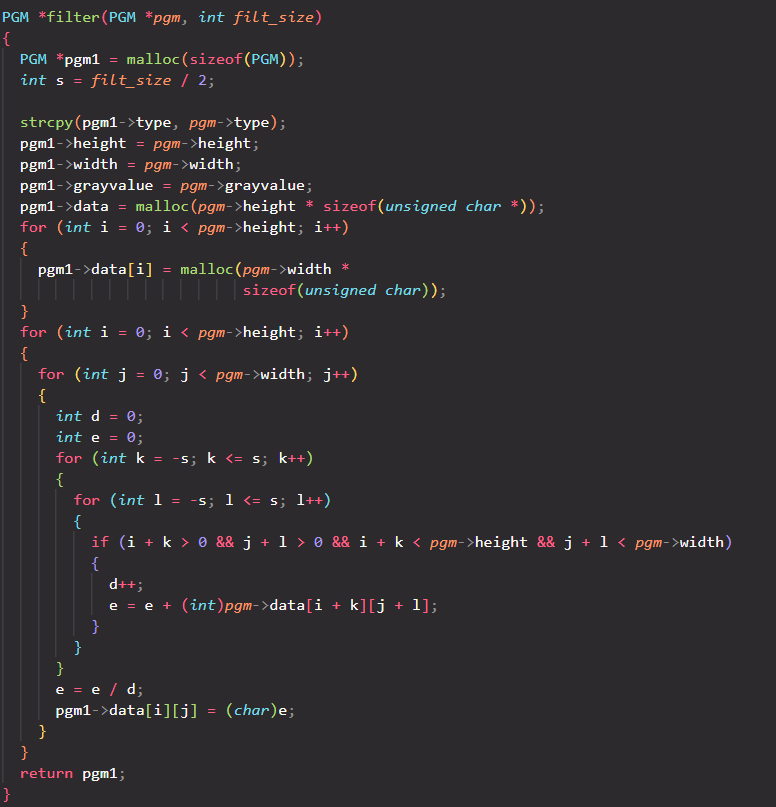 PGM *filter(PGM *pgm, int filt_size)
{
  PGM *pgm1 = malloc(sizeof(PGM));
  int s = filt_size / 2;

  strcpy(pgm1->type, pgm->type);
  pgm1->height = pgm->height;
  pgm1->width = pgm->width;
  pgm1->grayvalue = pgm->grayvalue;
  pgm1->data = malloc(pgm->height * sizeof(unsigned char *));
  for (int i = 0; i < pgm->height; i++)
  {
    pgm1->data[i] = malloc(pgm->width *
                           sizeof(unsigned char));
  }
  for (int i = 0; i < pgm->height; i++)
  {
    for (int j = 0; j < pgm->width; j++)
    {
      int d = 0;
      int e = 0;
      for (int k = -s; k <= s; k++)
      {
        for (int l = -s; l <= s; l++)
        {
          if (i + k > 0 && j + l > 0 && i + k < pgm->height && j + l < pgm->width)
          {
            d++;
            e = e + (int)pgm->data[i + k][j + l];
          }
        }
      }
      e = e / d;
      pgm1->data[i][j] = (char)e;
    }
  }
  return pgm1;
}